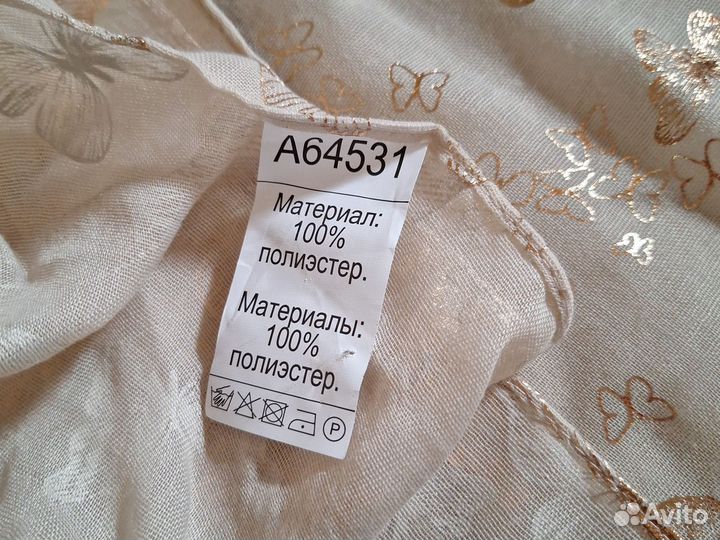 A64531
Материал:
100%
полиэстер.
Материалы:
100%
полиэстер.
P
Avito